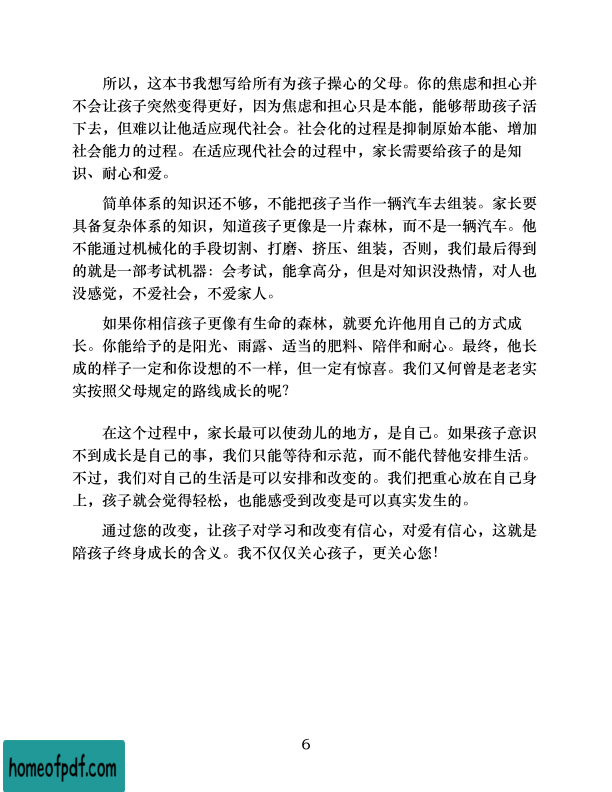 所以，这本书我想写给所有为孩子操心的父母。你的焦虑和担心并
不会让孩子突然变得更好，因为焦虑和担心只是本能，能够帮助孩子活
下去，但难以让他适应现代社会。社会化的过程是抑制原始本能、增加
社会能力的过程。在适应现代社会的过程中，家长需要给孩子的是知
识、耐心和爱。
简单体系的知识还不够，不能把孩子当作一辆汽车去组装。家长要
具备复杂体系的知识，知道孩子更像是一片森林，而不是一辆汽车。他
不能通过机械化的手段切割、打磨、挤压、组装，否则，我们最后得到
的就是一部考试机器：会考试，能拿高分，但是对知识没热情，对人也
没感觉，不爱社会，不爱家人。
如果你相信孩子更像有生命的森林，就要允许他用自己的方式成
长。你能给予的是阳光、雨露、适当的肥料、陪伴和耐心。最终，他长
成的样子一定和你设想的不一样，但一定有惊喜。我们又何曾是老老实
实按照父母规定的路线成长的呢？
在这个过程中，家长最可以使劲儿的地方，是自己。如果孩子意识
不到成长是自己的事，我们只能等待和示范，而不能代替他安排生活。
不过，我们对自己的生活是可以安排和改变的。我们把重心放在自己身
上，孩子就会觉得轻松，也能感受到改变是可以真实发生的。
通过您的改变，让孩子对学习和改变有信心，对爱有信心，这就是
陪孩子终身成长的含义。我不仅仅关心孩子，更关心您！
6
homeofpdf.com